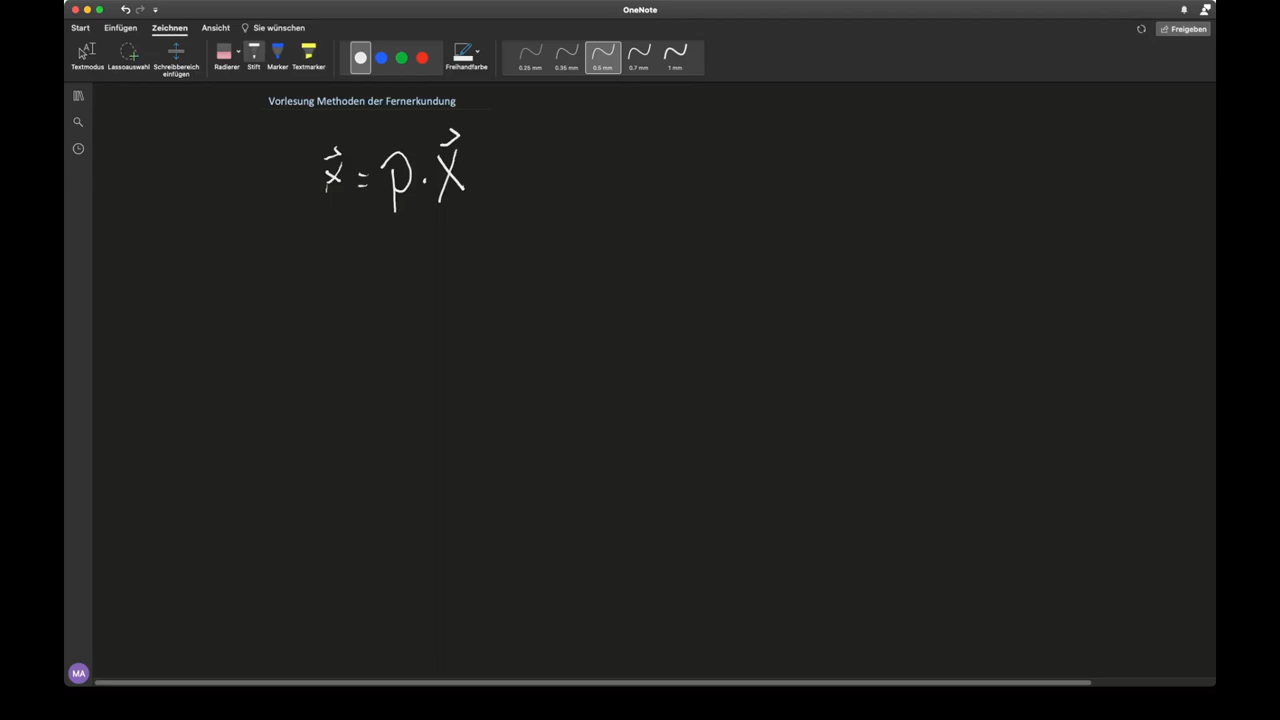 OneNote
Start Einfügen Zeichnen Ansicht Sie wünschen
Freigeben
Textmodus Lassoauswahl Schreibbereich einfügen Radierer Stift Marker Textmarker Freihandfarbe 0.25 mm 0.35 mm 0.5 mm 0.7 mm 1 mm
Vorlesung Methoden der Fernerkundung
x⃗ = P · X⃗
MA